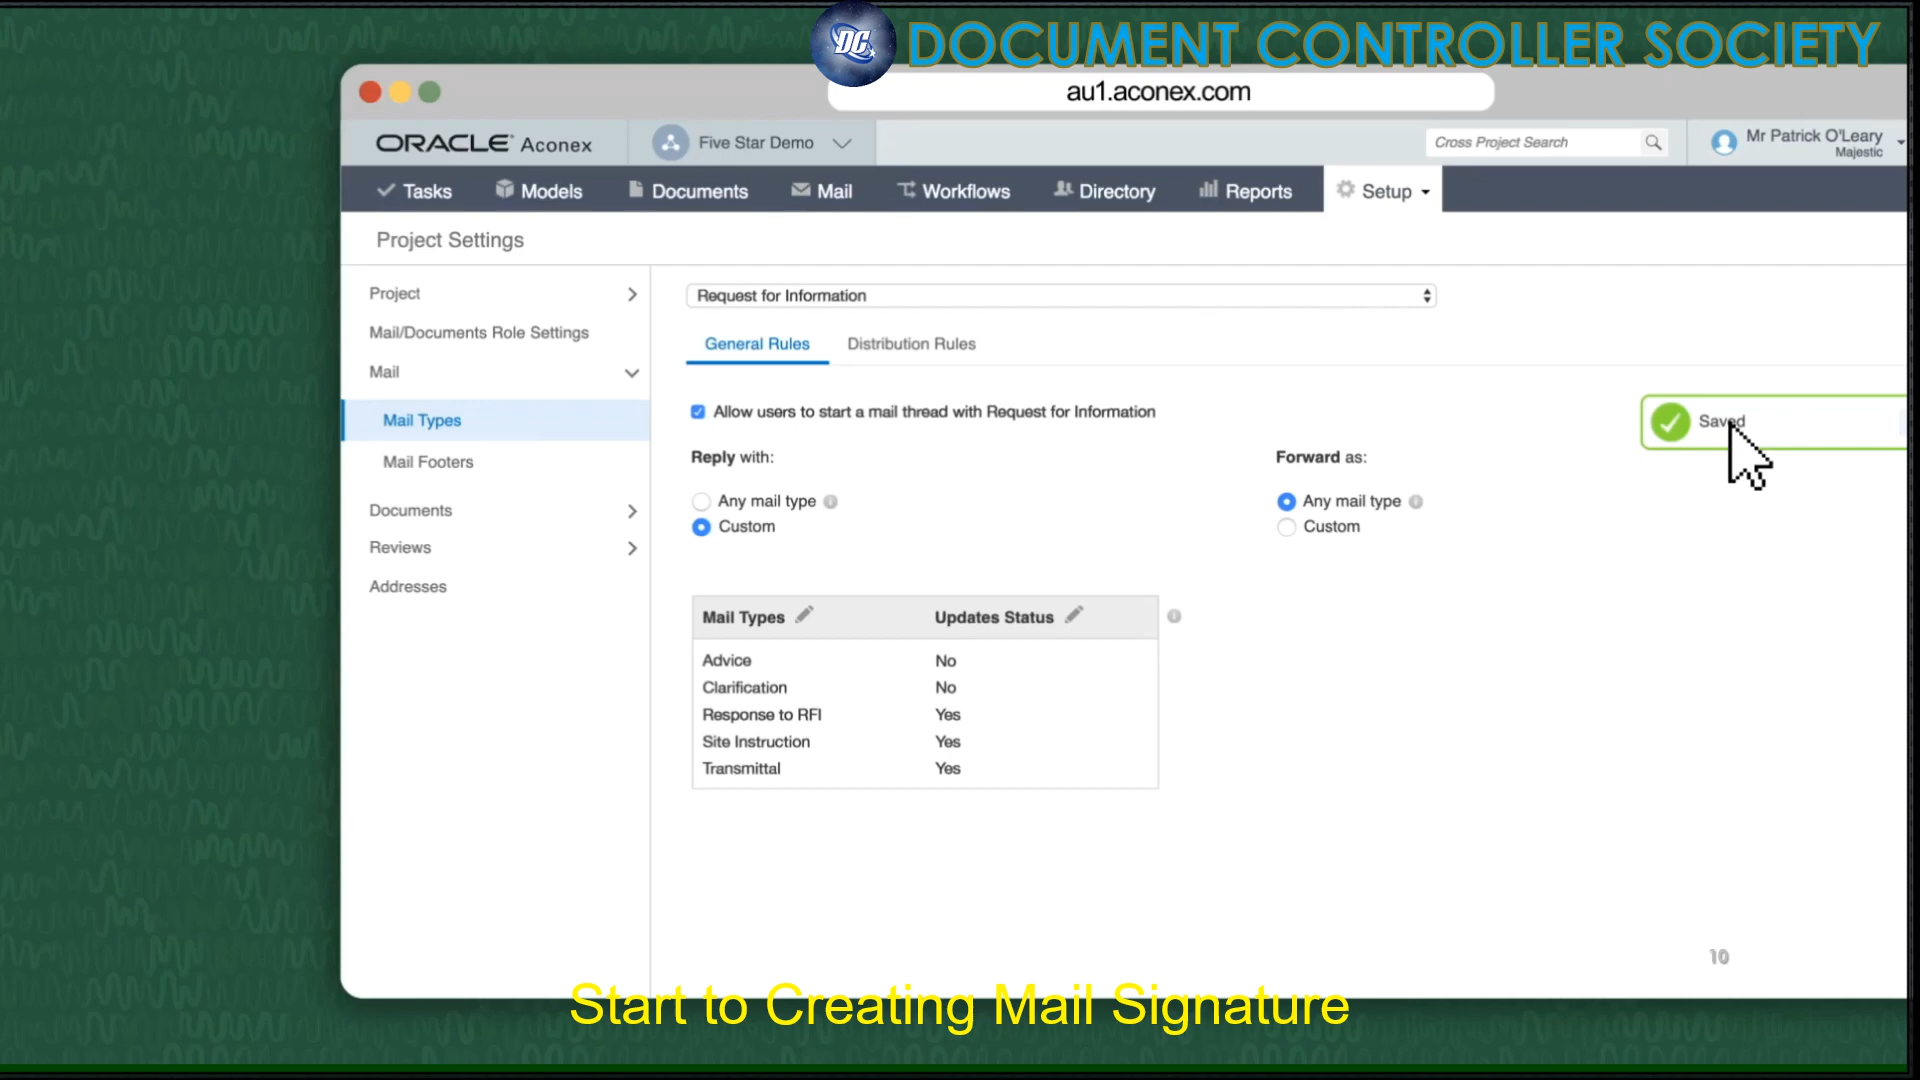 DC DOCUMENT CONTROLLER SOCIETY
au1.aconex.com
ORACLE Aconex Five Star Demo Cross Project Search Mr Patrick O'Leary
Majestic
Tasks Models Documents Mail Workflows Directory Reports Setup
Project Settings
Project
Mail/Documents Role Settings
Mail
Mail Types
Mail Footers
Documents
Reviews
Addresses
Request for Information
General Rules Distribution Rules
Allow users to start a mail thread with Request for Information
Saved
Reply with: Forward as:
Any mail type Any mail type
Custom Custom
Mail Types Updates Status
Advice No
Clarification No
Response to RFI Yes
Site Instruction Yes
Transmittal Yes
10
Start to Creating Mail Signature